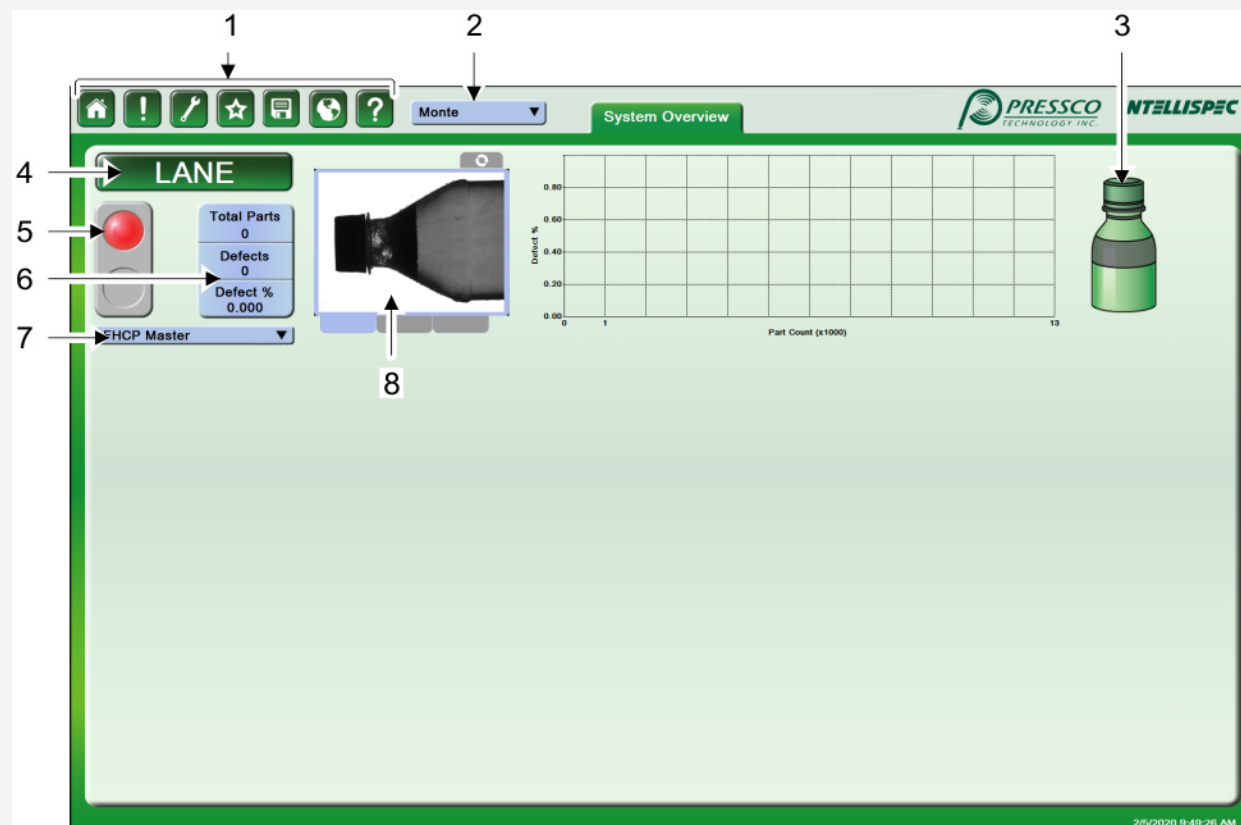 1
2
3
! ?
Monte
System Overview
PRESSCO
TECHNOLOGY INC.
NTELLISPEC
4
LANE
5
Total Parts
0
6
Defects
0
Defect %
0.000
7
HCP Master
8
Defect %
0.80
0.60
0.40
0.20
0.00
0
1
13
Part Count (x1000)
2/5/2020 9:49:26 AM